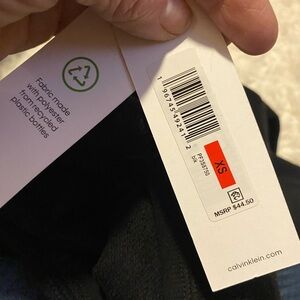 Fabric made
with polyester
from recycled
plastic bottles
XS
MSRP $44.50
calvinklein.com